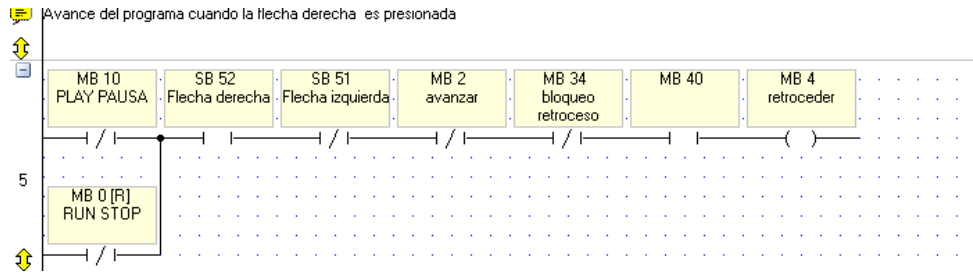 Avance del programa cuando la flecha derecha es presionada
MB 10
PLAY PAUSA
SB 52
Flecha derecha
SB 51
Flecha izquierda
MB 2
avanzar
MB 34
bloqueo
retroceso
MB 40
MB 4
retroceder
5
MB 0 [R]
RUN STOP